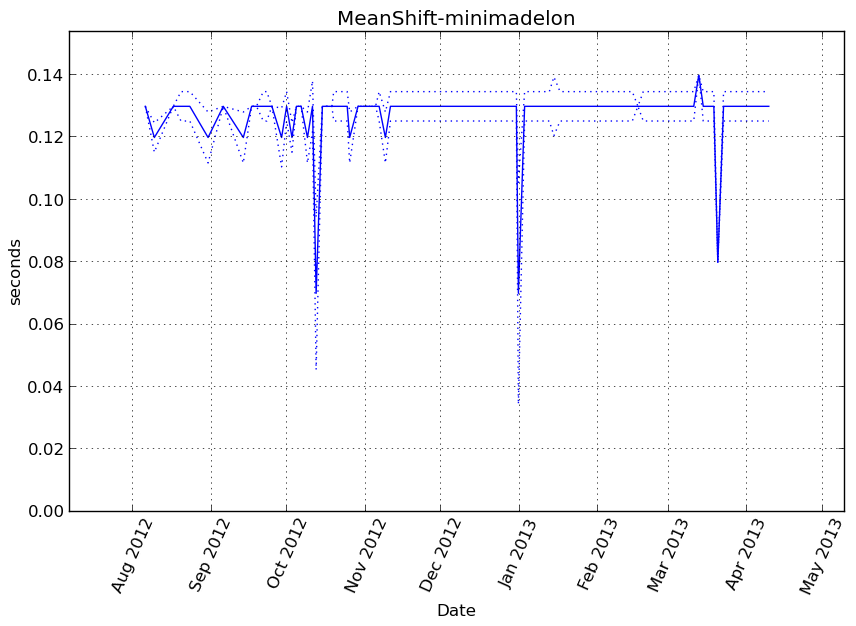 MeanShift-minimadelon
0.14
0.12
0.10
0.08
0.06
0.04
0.02
0.00
seconds
Aug 2012
Sep 2012
Oct 2012
Nov 2012
Dec 2012
Jan 2013
Feb 2013
Mar 2013
Apr 2013
May 2013
Date